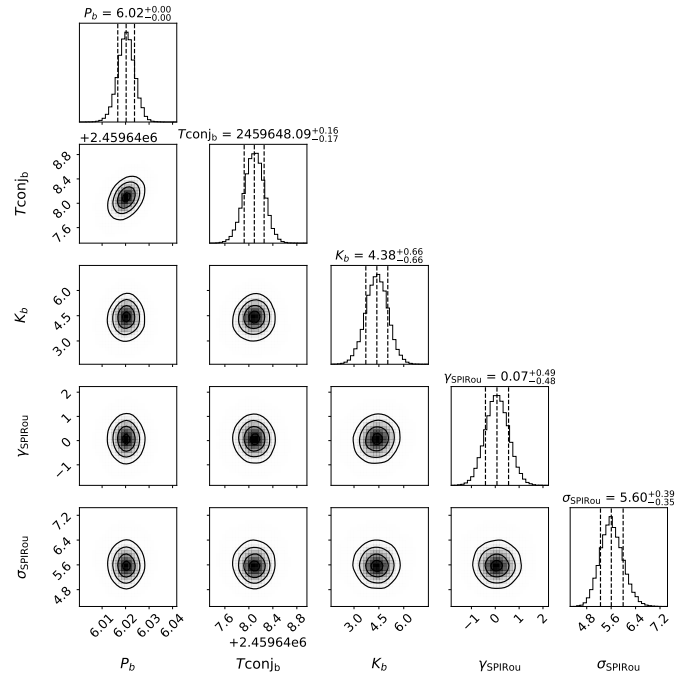 P_b = 6.02^{+0.00}_{-0.00}
+2.45964e6 Tconj_b = 2459648.09^{+0.16}_{-0.17}
8.8
8.4
8.0
7.6
Tconj_b
K_b = 4.38^{+0.66}_{-0.66}
6.0
4.5
3.0
K_b
γ_SPIRou = 0.07^{+0.49}_{-0.48}
2
1
0
−1
γ_SPIRou
σ_SPIRou = 5.60^{+0.39}_{-0.35}
7.2
6.4
5.6
4.8
σ_SPIRou
6.01 6.02 6.03 6.04 7.6 8.0 8.4 8.8 3.0 4.5 6.0 −1 0 1 2 4.8 5.6 6.4 7.2
+2.45964e6
P_b Tconj_b K_b γ_SPIRou σ_SPIRou